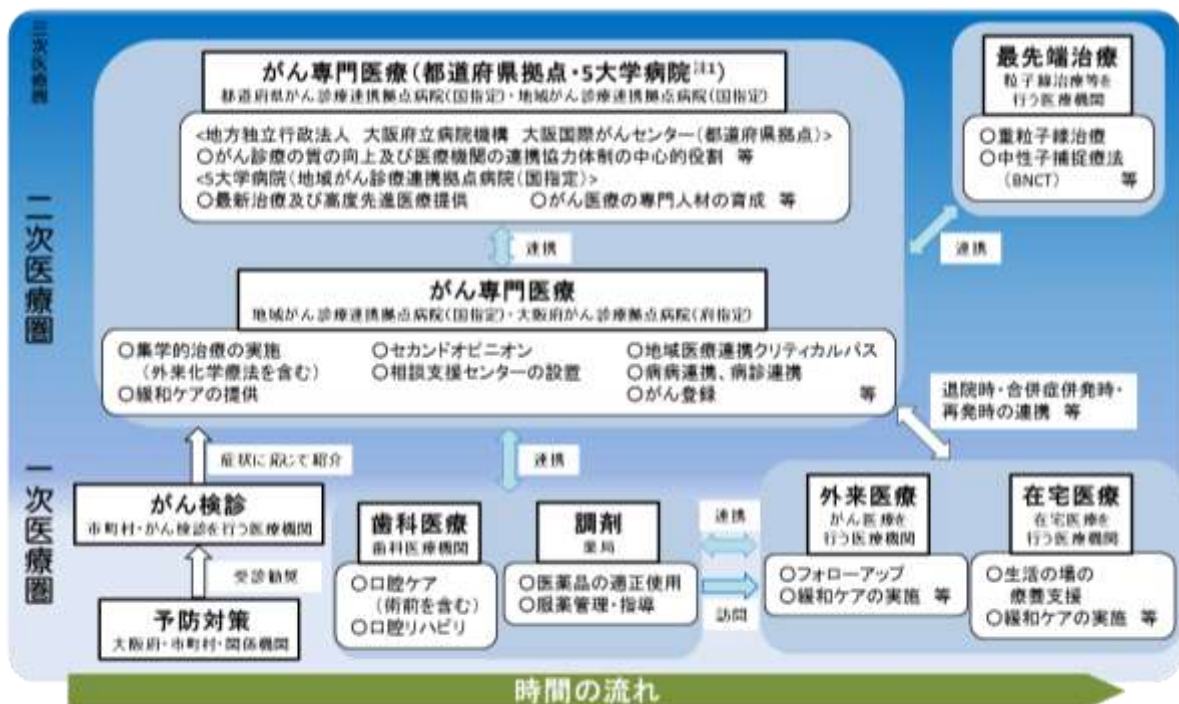 三次医療圏
がん専門医療(都道府県拠点・5大学病院注1)
都道府県がん診療連携拠点病院(国指定)・地域がん診療連携拠点病院(国指定)
<地方独立行政法人 大阪府立病院機構 大阪国際がんセンター(都道府県拠点)>
○がん診療の質の向上及び医療機関の連携協力体制の中心的役割 等
<5大学病院(地域がん診療連携拠点病院(国指定)>
○最新治療及び高度先進医療提供 ○がん医療の専門人材の育成 等
最先端治療
粒子線治療等を
行う医療機関
○重粒子線治療
○中性子捕捉療法
(BNCT) 等
連携
連携
二次医療圏
がん専門医療
地域がん診療連携拠点病院(国指定)・大阪府がん診療拠点病院(府指定)
○集学的治療の実施
(外来化学療法を含む)
○緩和ケアの提供
○セカンドオピニオン
○相談支援センターの設置
○地域医療連携クリティカルパス
○病病連携、病診連携
○がん登録 等
退院時・合併症併発時・
再発時の連携 等
症状に応じて紹介
連携
一次医療圏
がん検診
市町村・がん検診を行う医療機関
受診勧奨
予防対策
大阪府・市町村・関係機関
歯科医療
歯科医療機関
○口腔ケア
(術前を含む)
○口腔リハビリ
調剤
薬局
○医薬品の適正使用
○服薬管理・指導
連携
訪問
外来医療
がん医療を
行う医療機関
○フォローアップ
○緩和ケアの実施 等
在宅医療
在宅医療を
行う医療機関
○生活の場の
療養支援
○緩和ケアの実施 等
時間の流れ